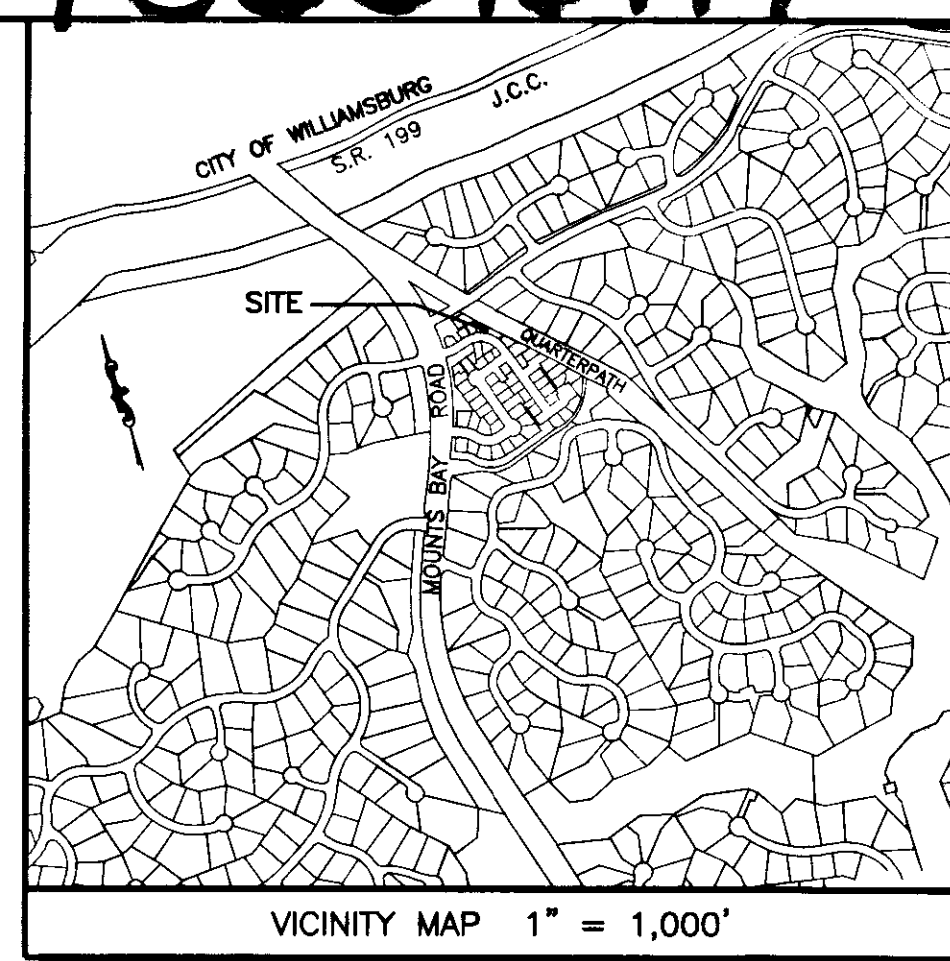 CITY OF WILLIAMSBURG
J.C.C.
S.R. 199
SITE
QUARTERPATH
MOUNTS BAY ROAD
VICINITY MAP 1" = 1,000'